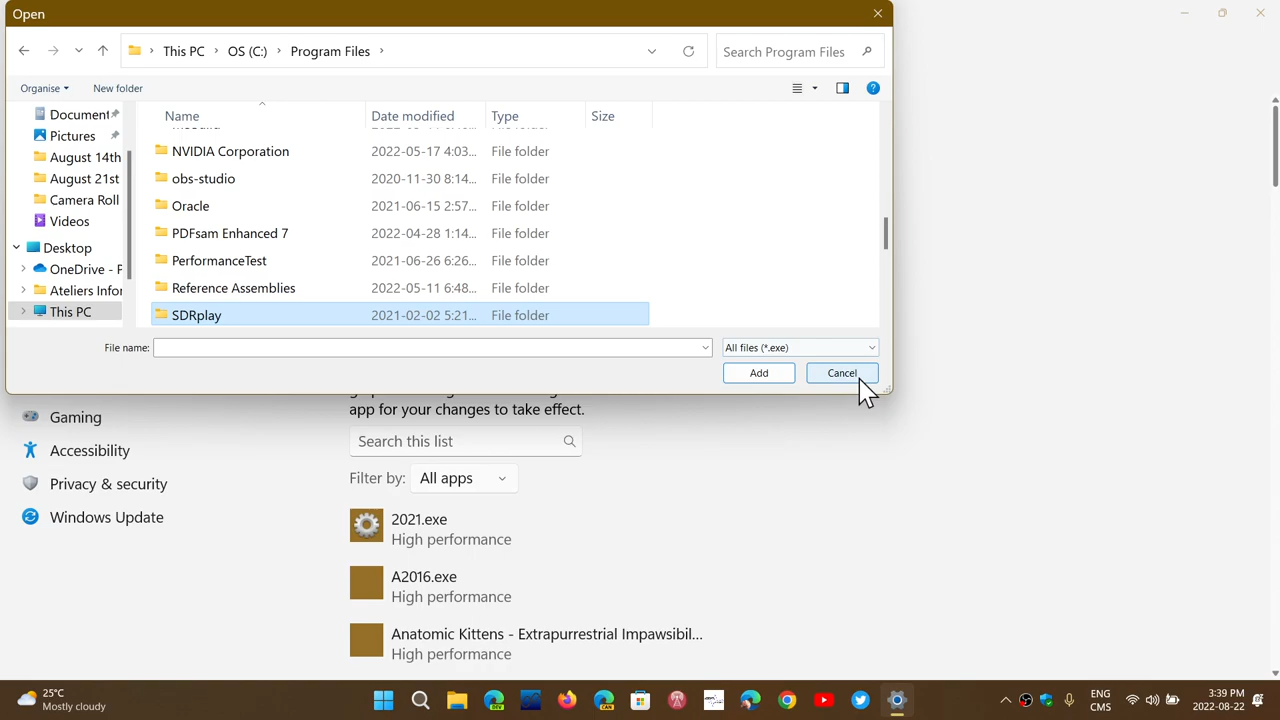 Open
This PC > OS (C:) > Program Files >
Search Program Files
Organise
New folder
Name
Date modified
Type
Size
Document
Pictures
August 14th
August 21st
Camera Roll
Videos
Desktop
OneDrive - P
Ateliers Infor
This PC
NVIDIA Corporation 2022-05-17 4:03... File folder
obs-studio 2020-11-30 8:14... File folder
Oracle 2021-06-15 2:57... File folder
PDFsam Enhanced 7 2022-04-28 1:14... File folder
PerformanceTest 2021-06-26 6:26... File folder
Reference Assemblies 2022-05-11 6:48... File folder
SDRplay 2021-02-02 5:21... File folder
File name:
All files (*.exe)
Add
Cancel
Gaming
Accessibility
Privacy & security
Windows Update
app for your changes to take effect.
Search this list
Filter by: All apps
2021.exe
High performance
A2016.exe
High performance
Anatomic Kittens - Extrapurrestrial Impawsibil...
High performance
25°C
Mostly cloudy
DEV
CAN
ENG
CMS
3:39 PM
2022-08-22